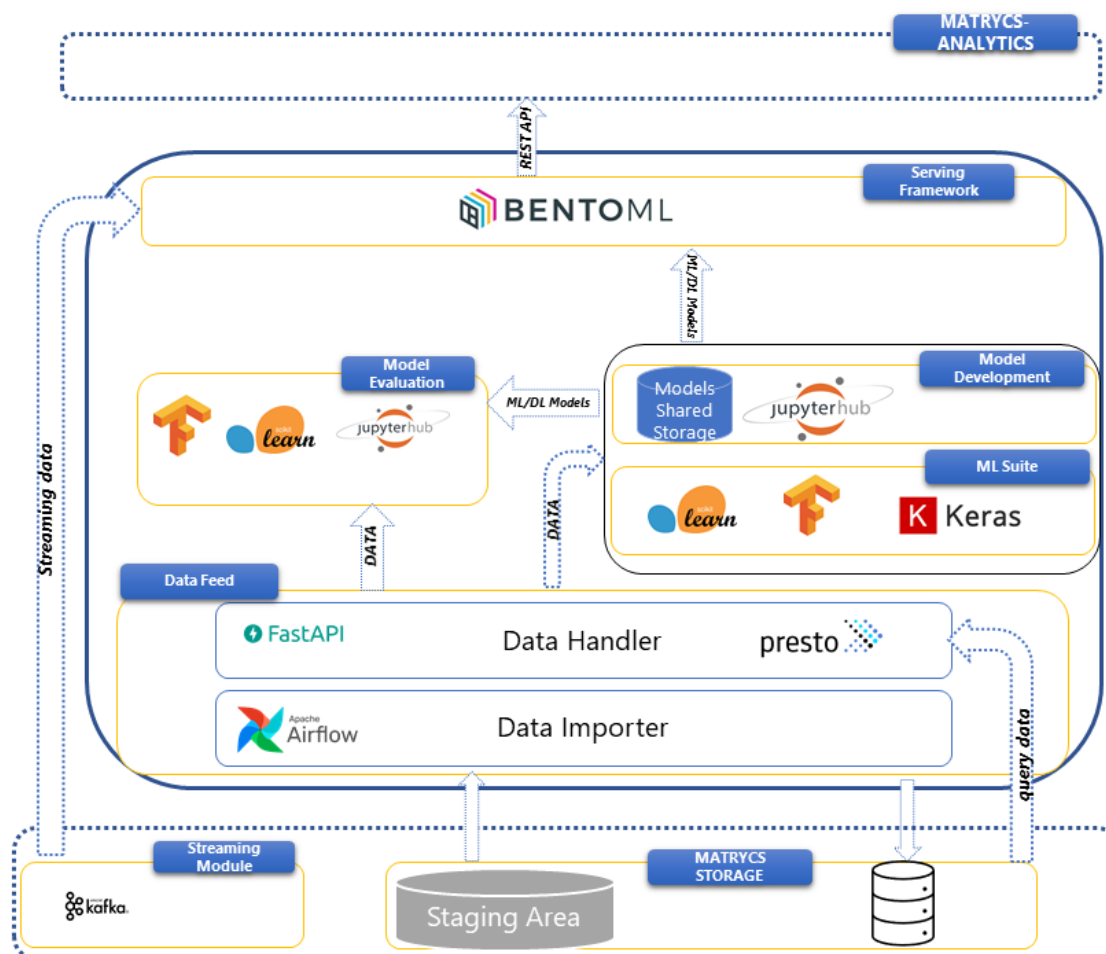 MATRYCS-
ANALYTICS
REST API
Serving
Framework
BENTOML
ML/DL Models
Model
Evaluation
Model
Development
Models
Shared
Storage
jupyterhub
ML/DL Models
scikit
learn
jupyterhub
ML Suite
scikit
learn
K Keras
Streaming data
DATA
DATA
Data Feed
FastAPI
Data Handler
presto
Apache
Airflow
Data Importer
query data
Streaming
Module
MATRYCS
STORAGE
kafka
Staging Area